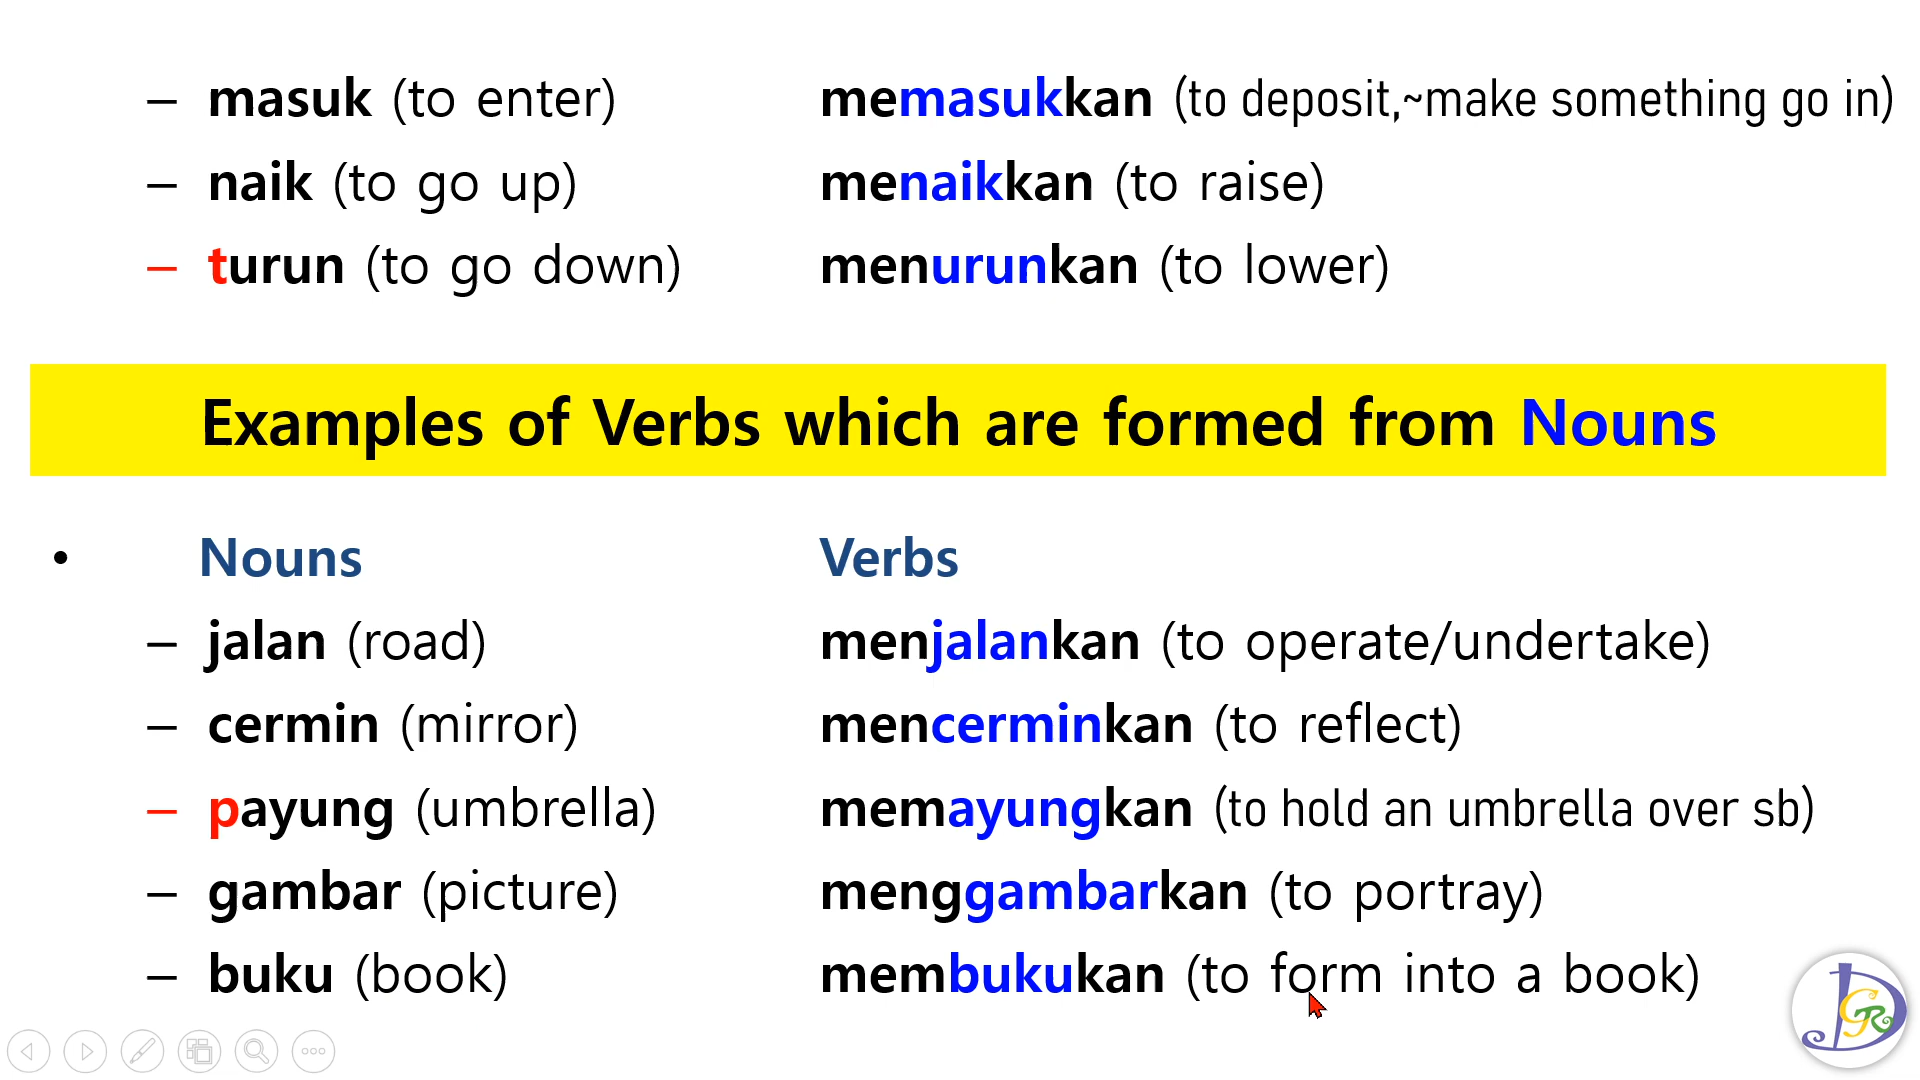 – masuk (to enter) memasukkan (to deposit,~make something go in)
– naik (to go up) menaikkan (to raise)
– turun (to go down) menurunkan (to lower)
Examples of Verbs which are formed from Nouns
• Nouns Verbs
– jalan (road) menjalankan (to operate/undertake)
– cermin (mirror) mencerminkan (to reflect)
– payung (umbrella) memayungkan (to hold an umbrella over sb)
– gambar (picture) menggambarkan (to portray)
– buku (book) membukukan (to form into a book)